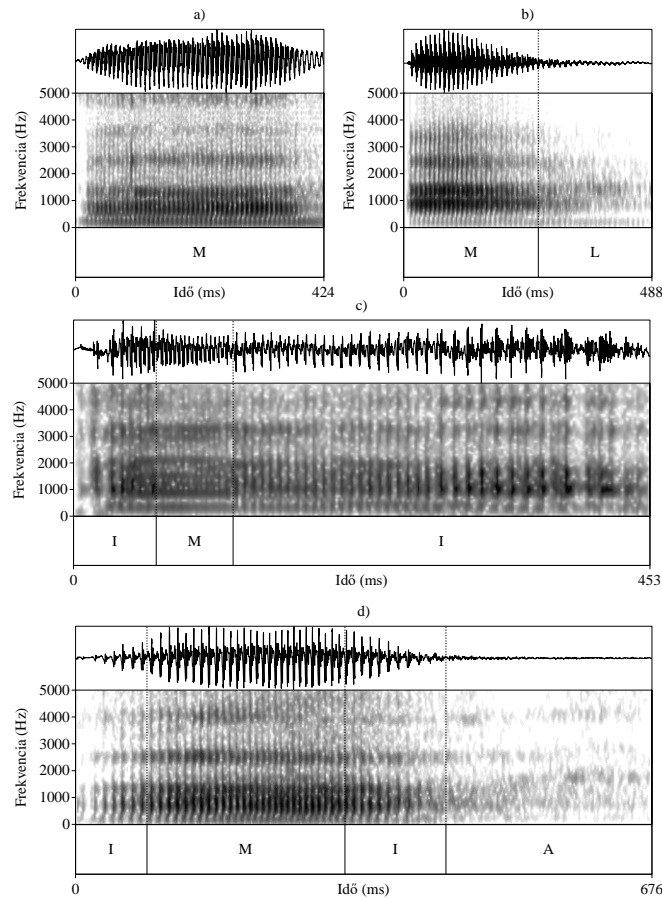 a)
5000
4000
3000
2000
1000
0
Frekvencia (Hz)
M
0 Idő (ms) 424
b)
5000
4000
3000
2000
1000
0
Frekvencia (Hz)
M L
0 Idő (ms) 488
c)
5000
4000
3000
2000
1000
0
Frekvencia (Hz)
I M I
0 Idő (ms) 453
d)
5000
4000
3000
2000
1000
0
Frekvencia (Hz)
I M I A
0 Idő (ms) 676